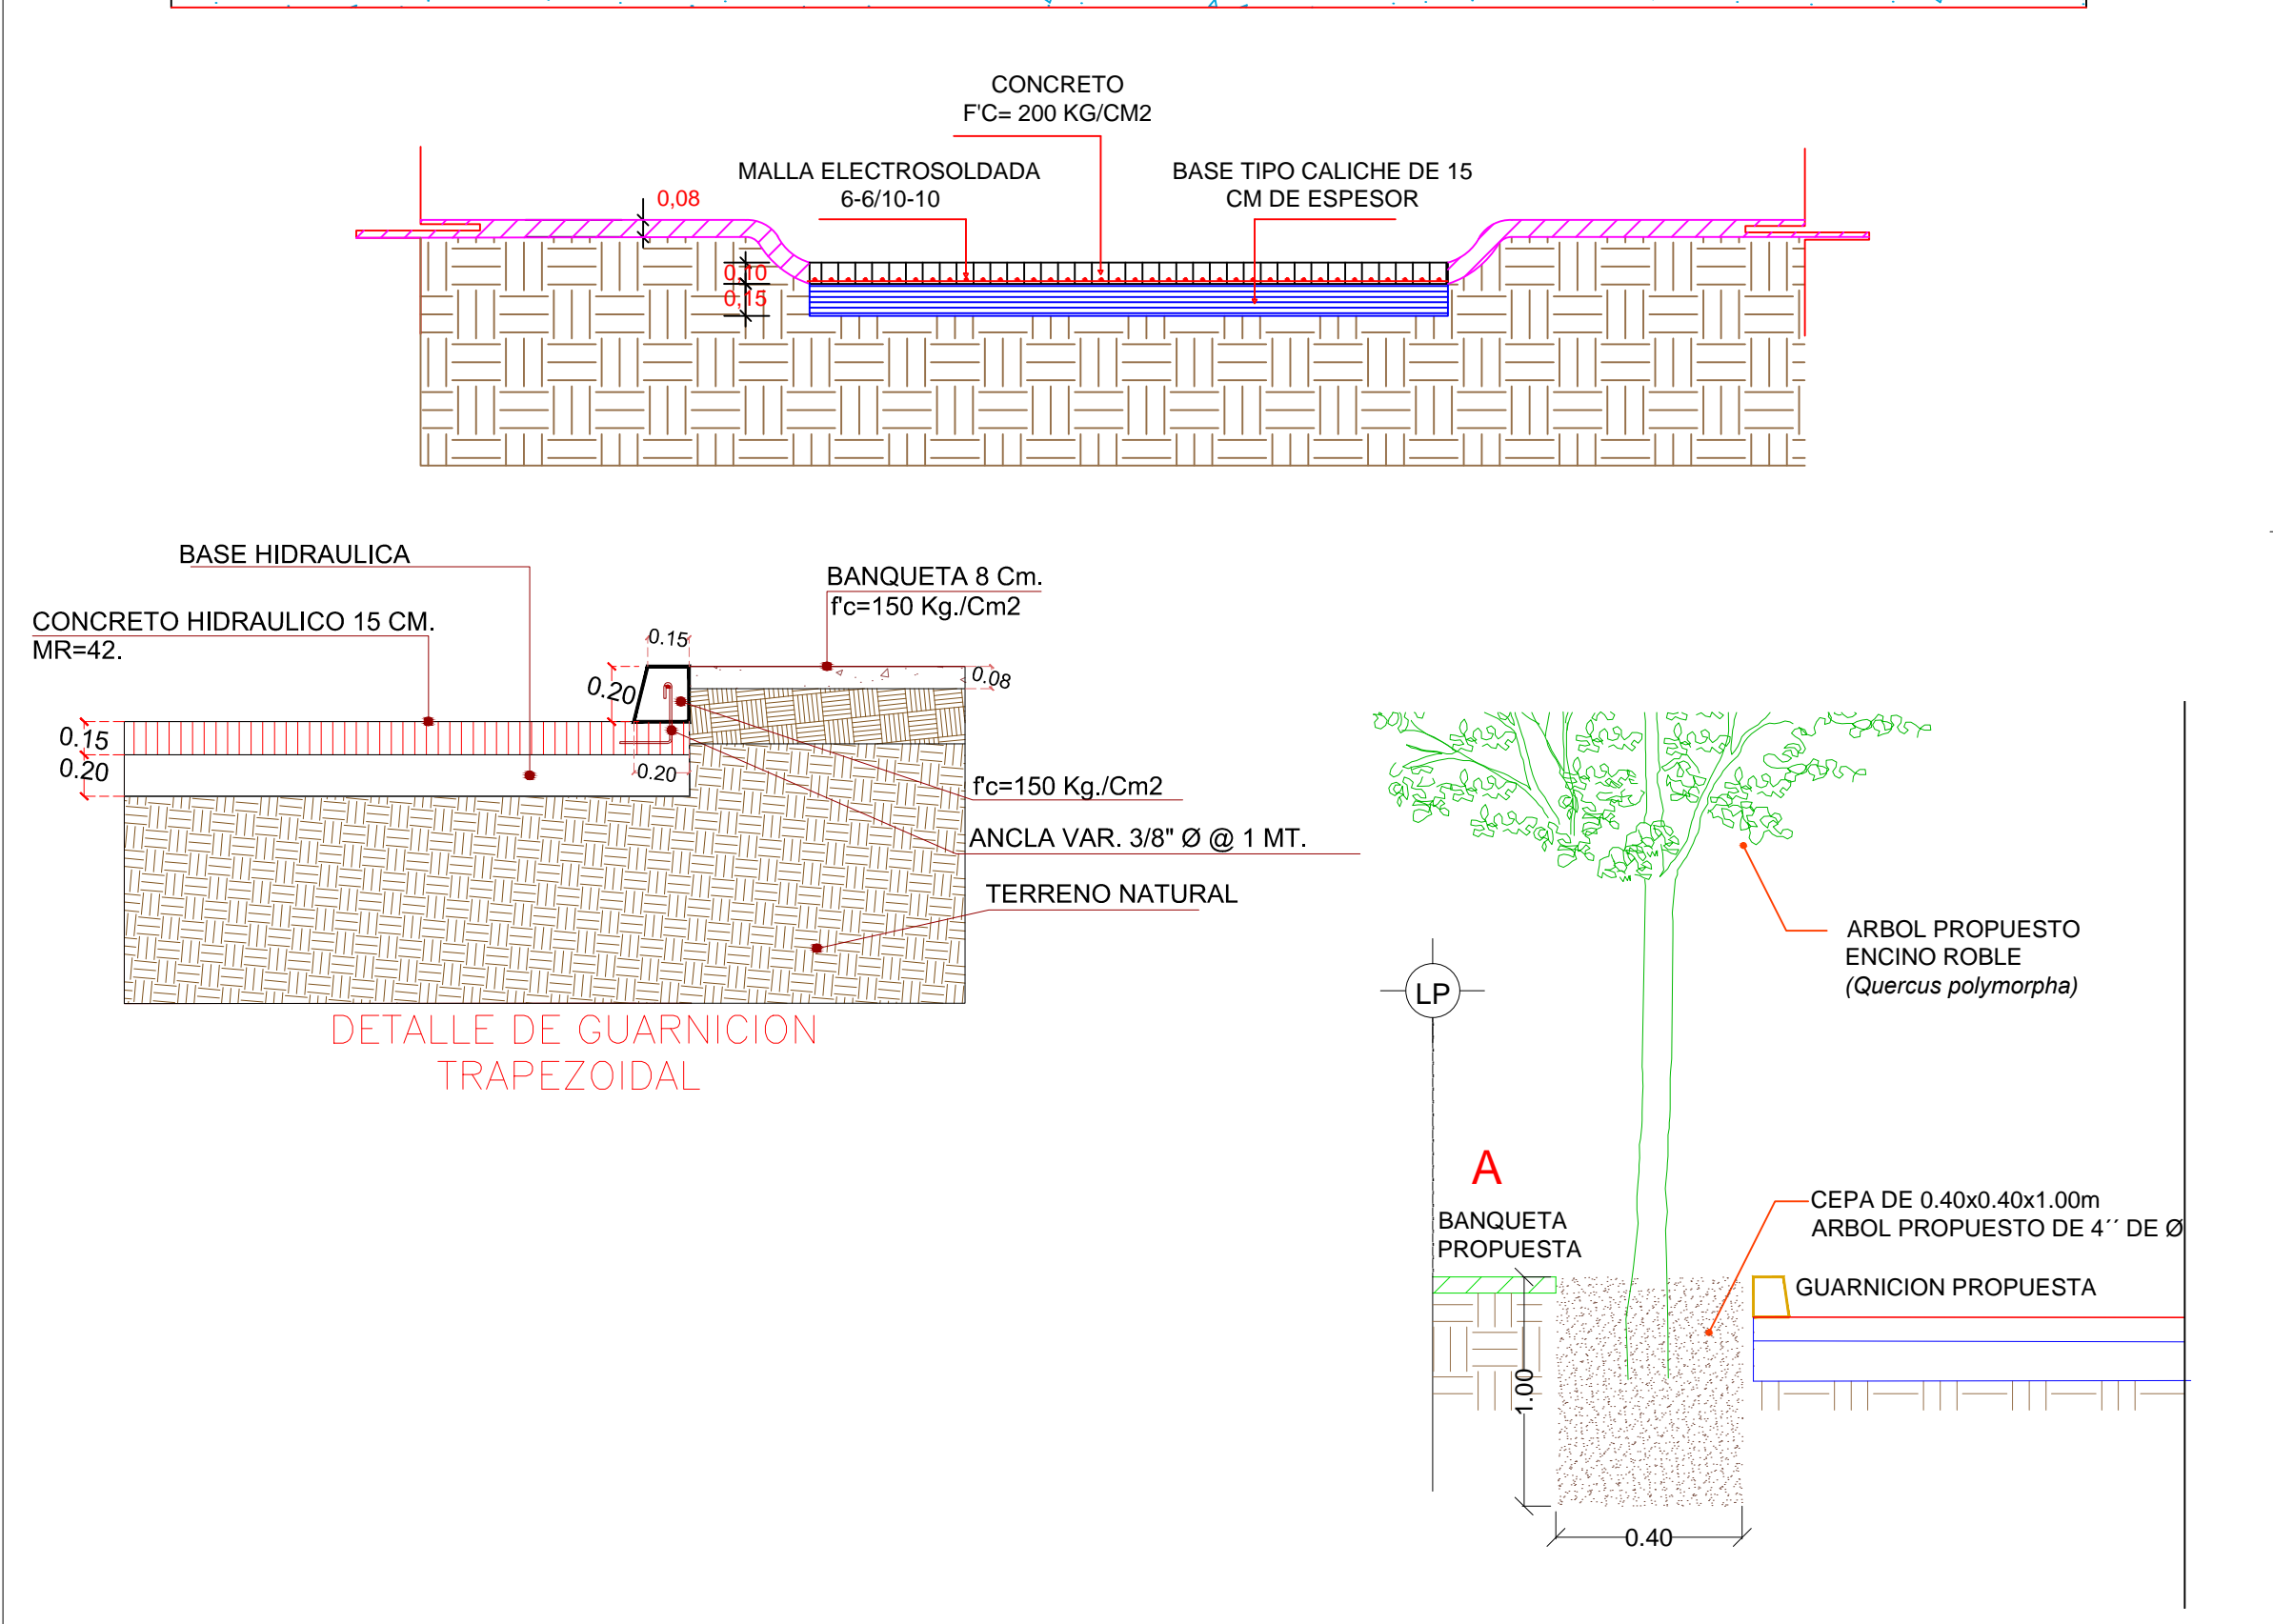 CONCRETO
F'C= 200 KG/CM2
MALLA ELECTROSOLDADA
6-6/10-10
BASE TIPO CALICHE DE 15
CM DE ESPESOR
0,08
0,10
0,15
BASE HIDRAULICA
CONCRETO HIDRAULICO 15 CM.
MR=42.
BANQUETA 8 Cm.
f'c=150 Kg./Cm2
0.15
0.20
0.08
0.15
0.20
0.20
f'c=150 Kg./Cm2
ANCLA VAR. 3/8" Ø @ 1 MT.
TERRENO NATURAL
DETALLE DE GUARNICION
TRAPEZOIDAL
ARBOL PROPUESTO
ENCINO ROBLE
(Quercus polymorpha)
LP
A
BANQUETA
PROPUESTA
CEPA DE 0.40x0.40x1.00m
ARBOL PROPUESTO DE 4´´ DE Ø
GUARNICION PROPUESTA
1.00
0.40